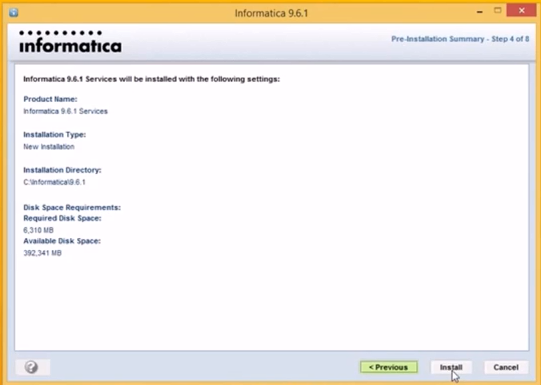 Informatica 9.6.1
informatica
Pre-Installation Summary - Step 4 of 8
Informatica 9.6.1 Services will be installed with the following settings:
Product Name:
Informatica 9.6.1 Services
Installation Type:
New Installation
Installation Directory:
C:\Informatica\9.6.1
Disk Space Requirements:
Required Disk Space:
6,310 MB
Available Disk Space:
392,341 MB
< Previous
Install
Cancel